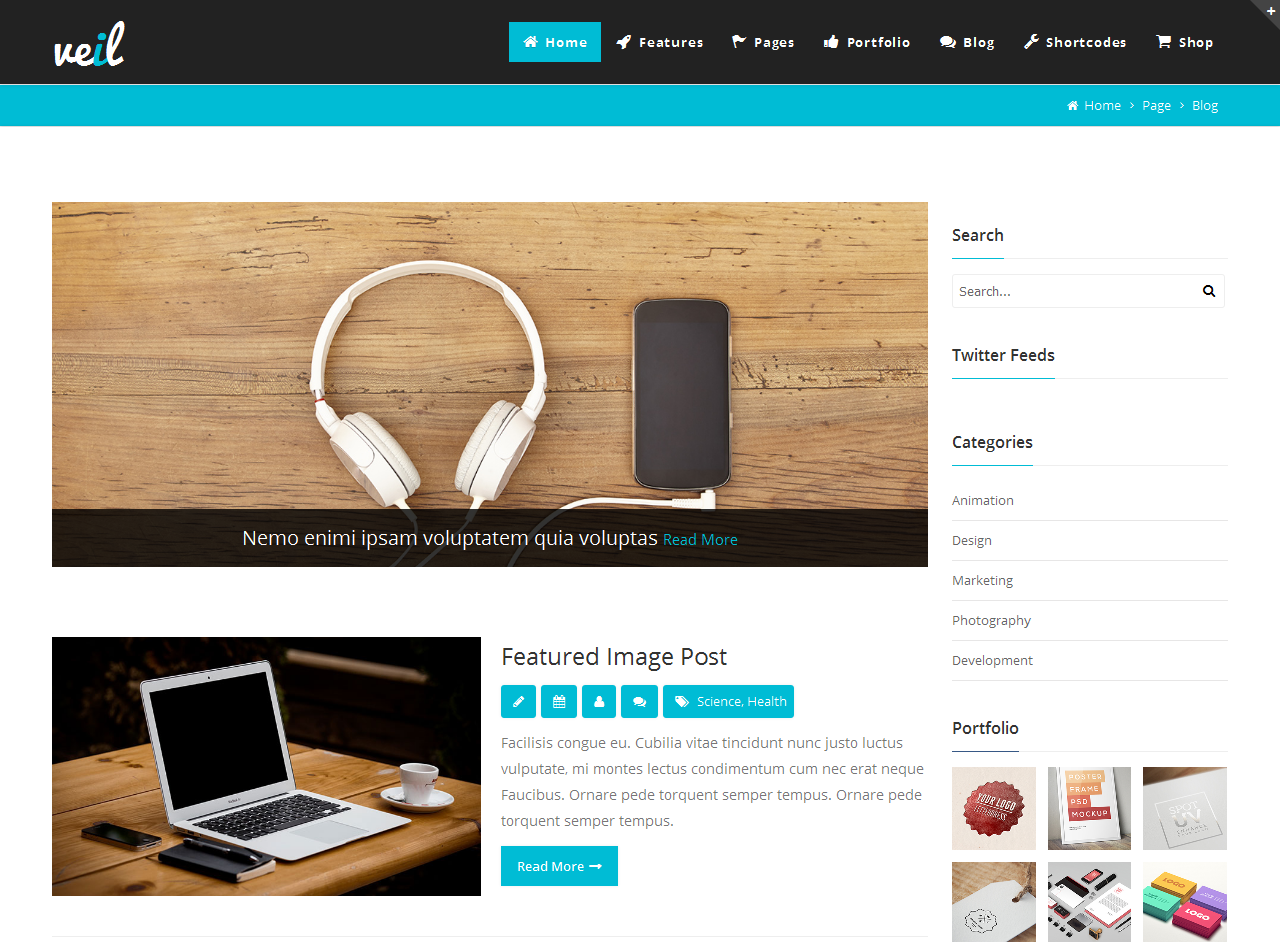 veil
Home Features Pages Portfolio Blog Shortcodes Shop
Home > Page > Blog
Nemo enimi ipsam voluptatem quia voluptas Read More
Featured Image Post
Science, Health
Facilisis congue eu. Cubilia vitae tincidunt nunc justo luctus
vulputate, mi montes lectus condimentum cum nec erat neque
Faucibus. Ornare pede torquent semper tempus. Ornare pede
torquent semper tempus.
Read More
Search
Search...
Twitter Feeds
Categories
Animation
Design
Marketing
Photography
Development
Portfolio
YOUR LOGO
POSTER
FRAME
PSD
MOCKUP
SPOT
UV
LOGO
LOGO